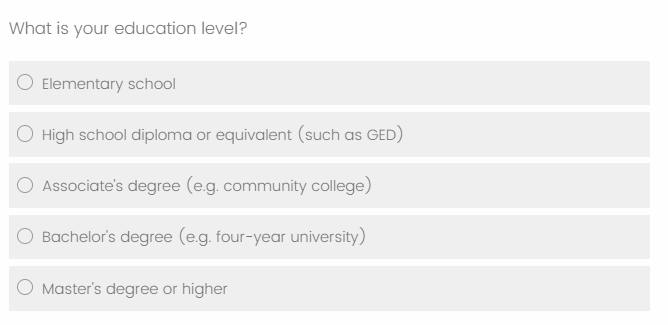 What is your education level?
Elementary school
High school diploma or equivalent (such as GED)
Associate's degree (e.g. community college)
Bachelor's degree (e.g. four-year university)
Master's degree or higher